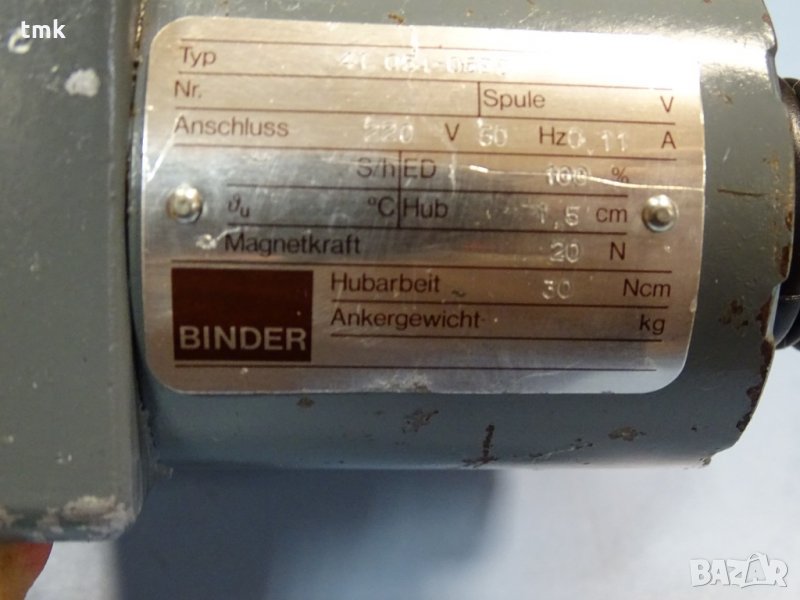 tmk
Typ
Nr. Spule V
Anschluss 220 V 50 Hz 0,11 A
S/h ED 100 %
ϑu °C Hub 1,5 cm
Magnetkraft 20 N
Hubarbeit 30 Ncm
Ankergewicht kg
BINDER
BAZAR